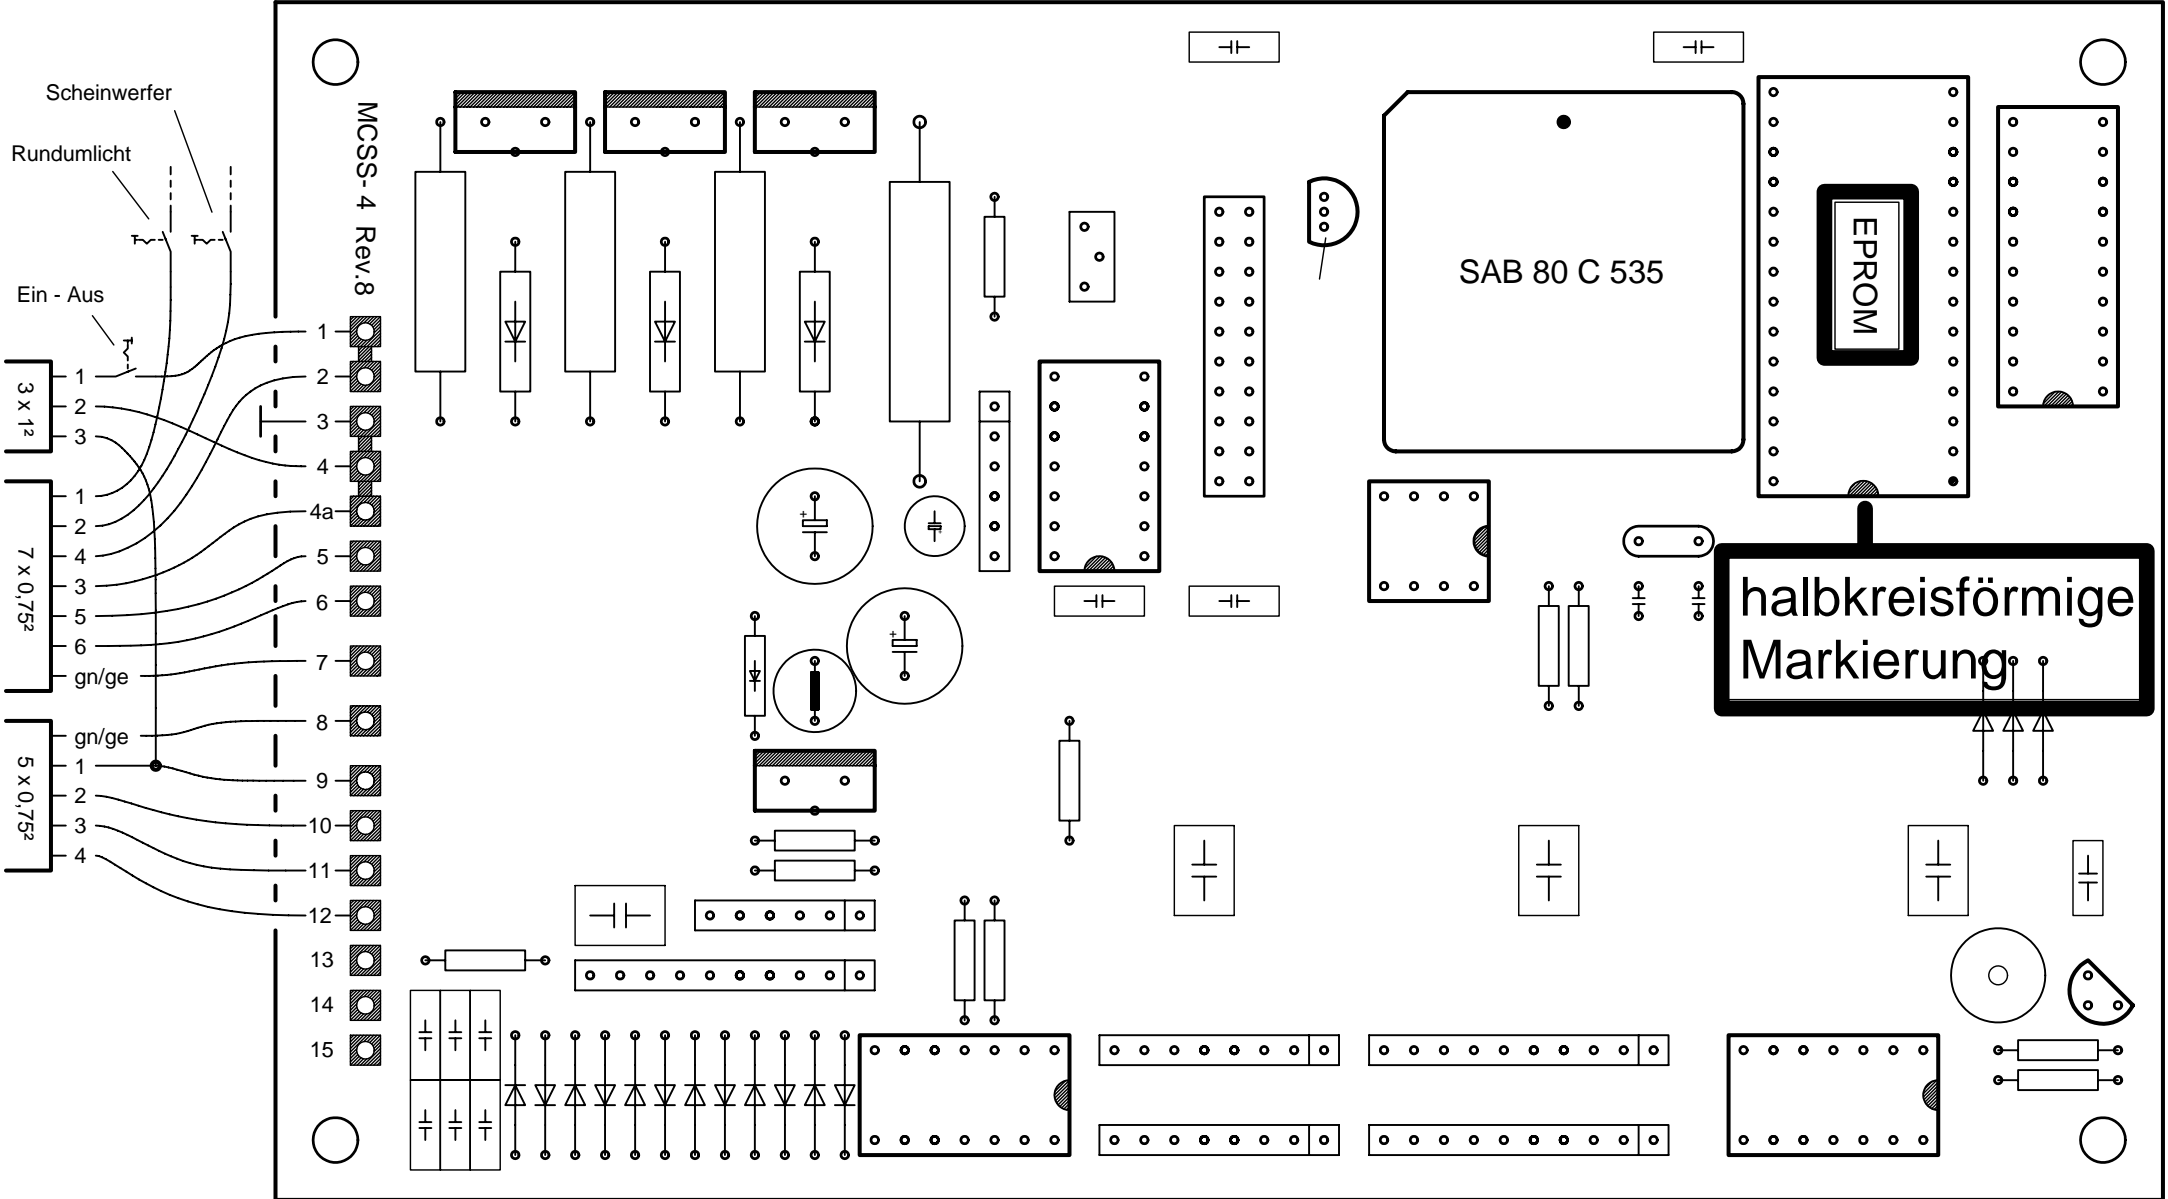 Scheinwerfer
Rundumlicht
Ein - Aus
MCSS- 4 Rev.8
3 x 1²
1
2
3
7 x 0,75²
1
2
4
3
5
6
gn/ge
5 x 0,75²
gn/ge
1
2
3
4
1
2
3
4
4a
5
6
7
8
9
10
11
12
13
14
15
SAB 80 C 535
EPROM
halbkreisförmige
Markierung